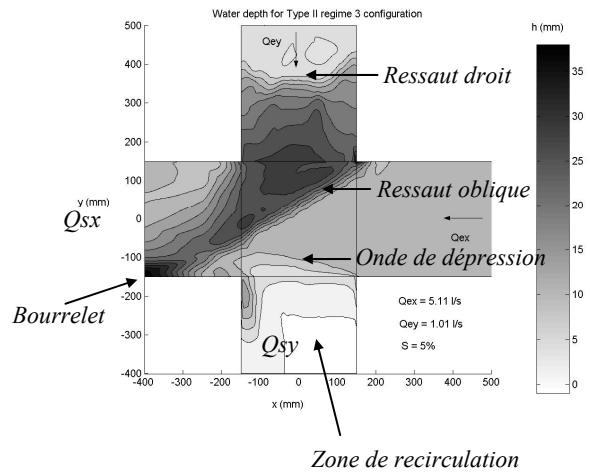 Water depth for Type II regime 3 configuration
h (mm)
500
400
300
200
100
0
-100
-200
-300
-400
y (mm)
-400 -300 -200 -100 0 100 200 300 400 500
x (mm)
35
30
25
20
15
10
5
0
Qey
Ressaut droit
Ressaut oblique
Qsx
Qex
Onde de dépression
Bourrelet
Qex = 5.11 l/s
Qey = 1.01 l/s
S = 5%
Qsy
Zone de recirculation